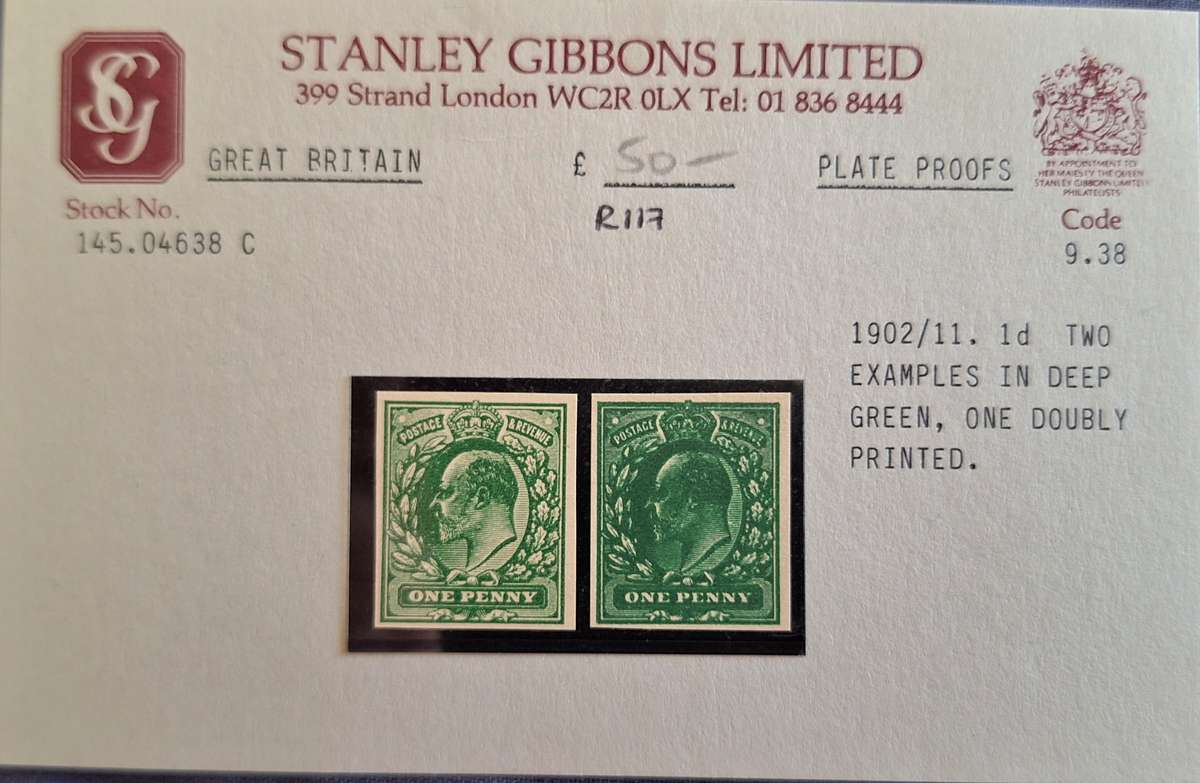 SG
STANLEY GIBBONS LIMITED
399 Strand London WC2R 0LX Tel: 01 836 8444
GREAT BRITAIN
£ 50—
PLATE PROOFS
BY APPOINTMENT TO
HER MAJESTY THE QUEEN
STANLEY GIBBONS LIMITED
PHILATELISTS
Stock No.
145.04638 C
R117
Code
9.38
1902/11. 1d TWO
EXAMPLES IN DEEP
GREEN, ONE DOUBLY
PRINTED.
POSTAGE & REVENUE
ONE PENNY
POSTAGE & REVENUE
ONE PENNY